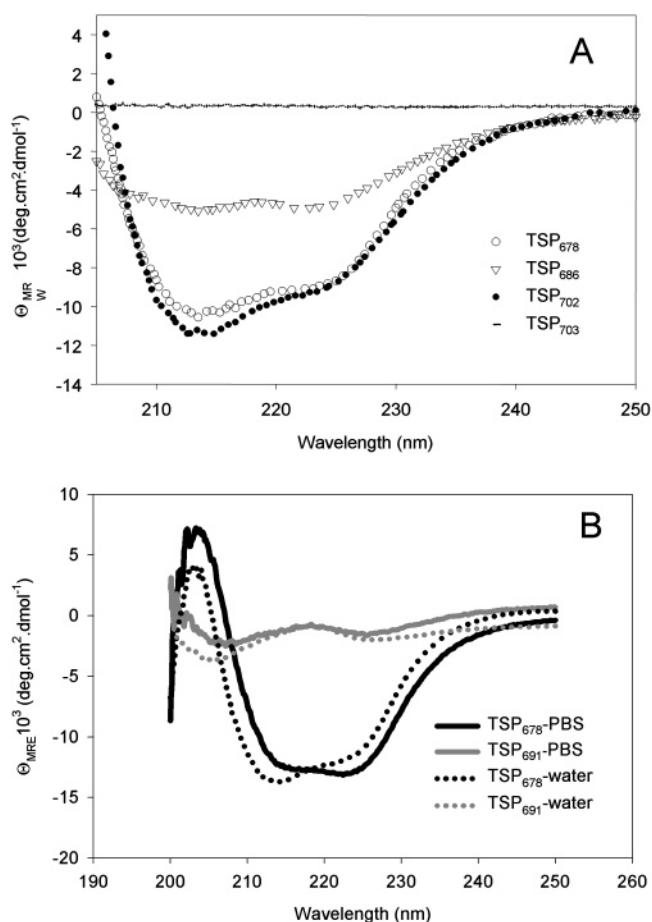 A
4
2
0
-2
-4
-6
-8
-10
-12
-14
Θ MR W 10³(deg.cm².dmol⁻¹)
TSP₆₇₈
TSP₆₈₆
TSP₇₀₂
TSP₇₀₃
210 220 230 240 250
Wavelength (nm)
B
10
5
0
-5
-10
-15
-20
Θ MRE 10³ (deg.cm².dmol⁻¹)
TSP₆₇₈-PBS
TSP₆₉₁-PBS
TSP₆₇₈-water
TSP₆₉₁-water
190 200 210 220 230 240 250 260
Wavelength (nm)